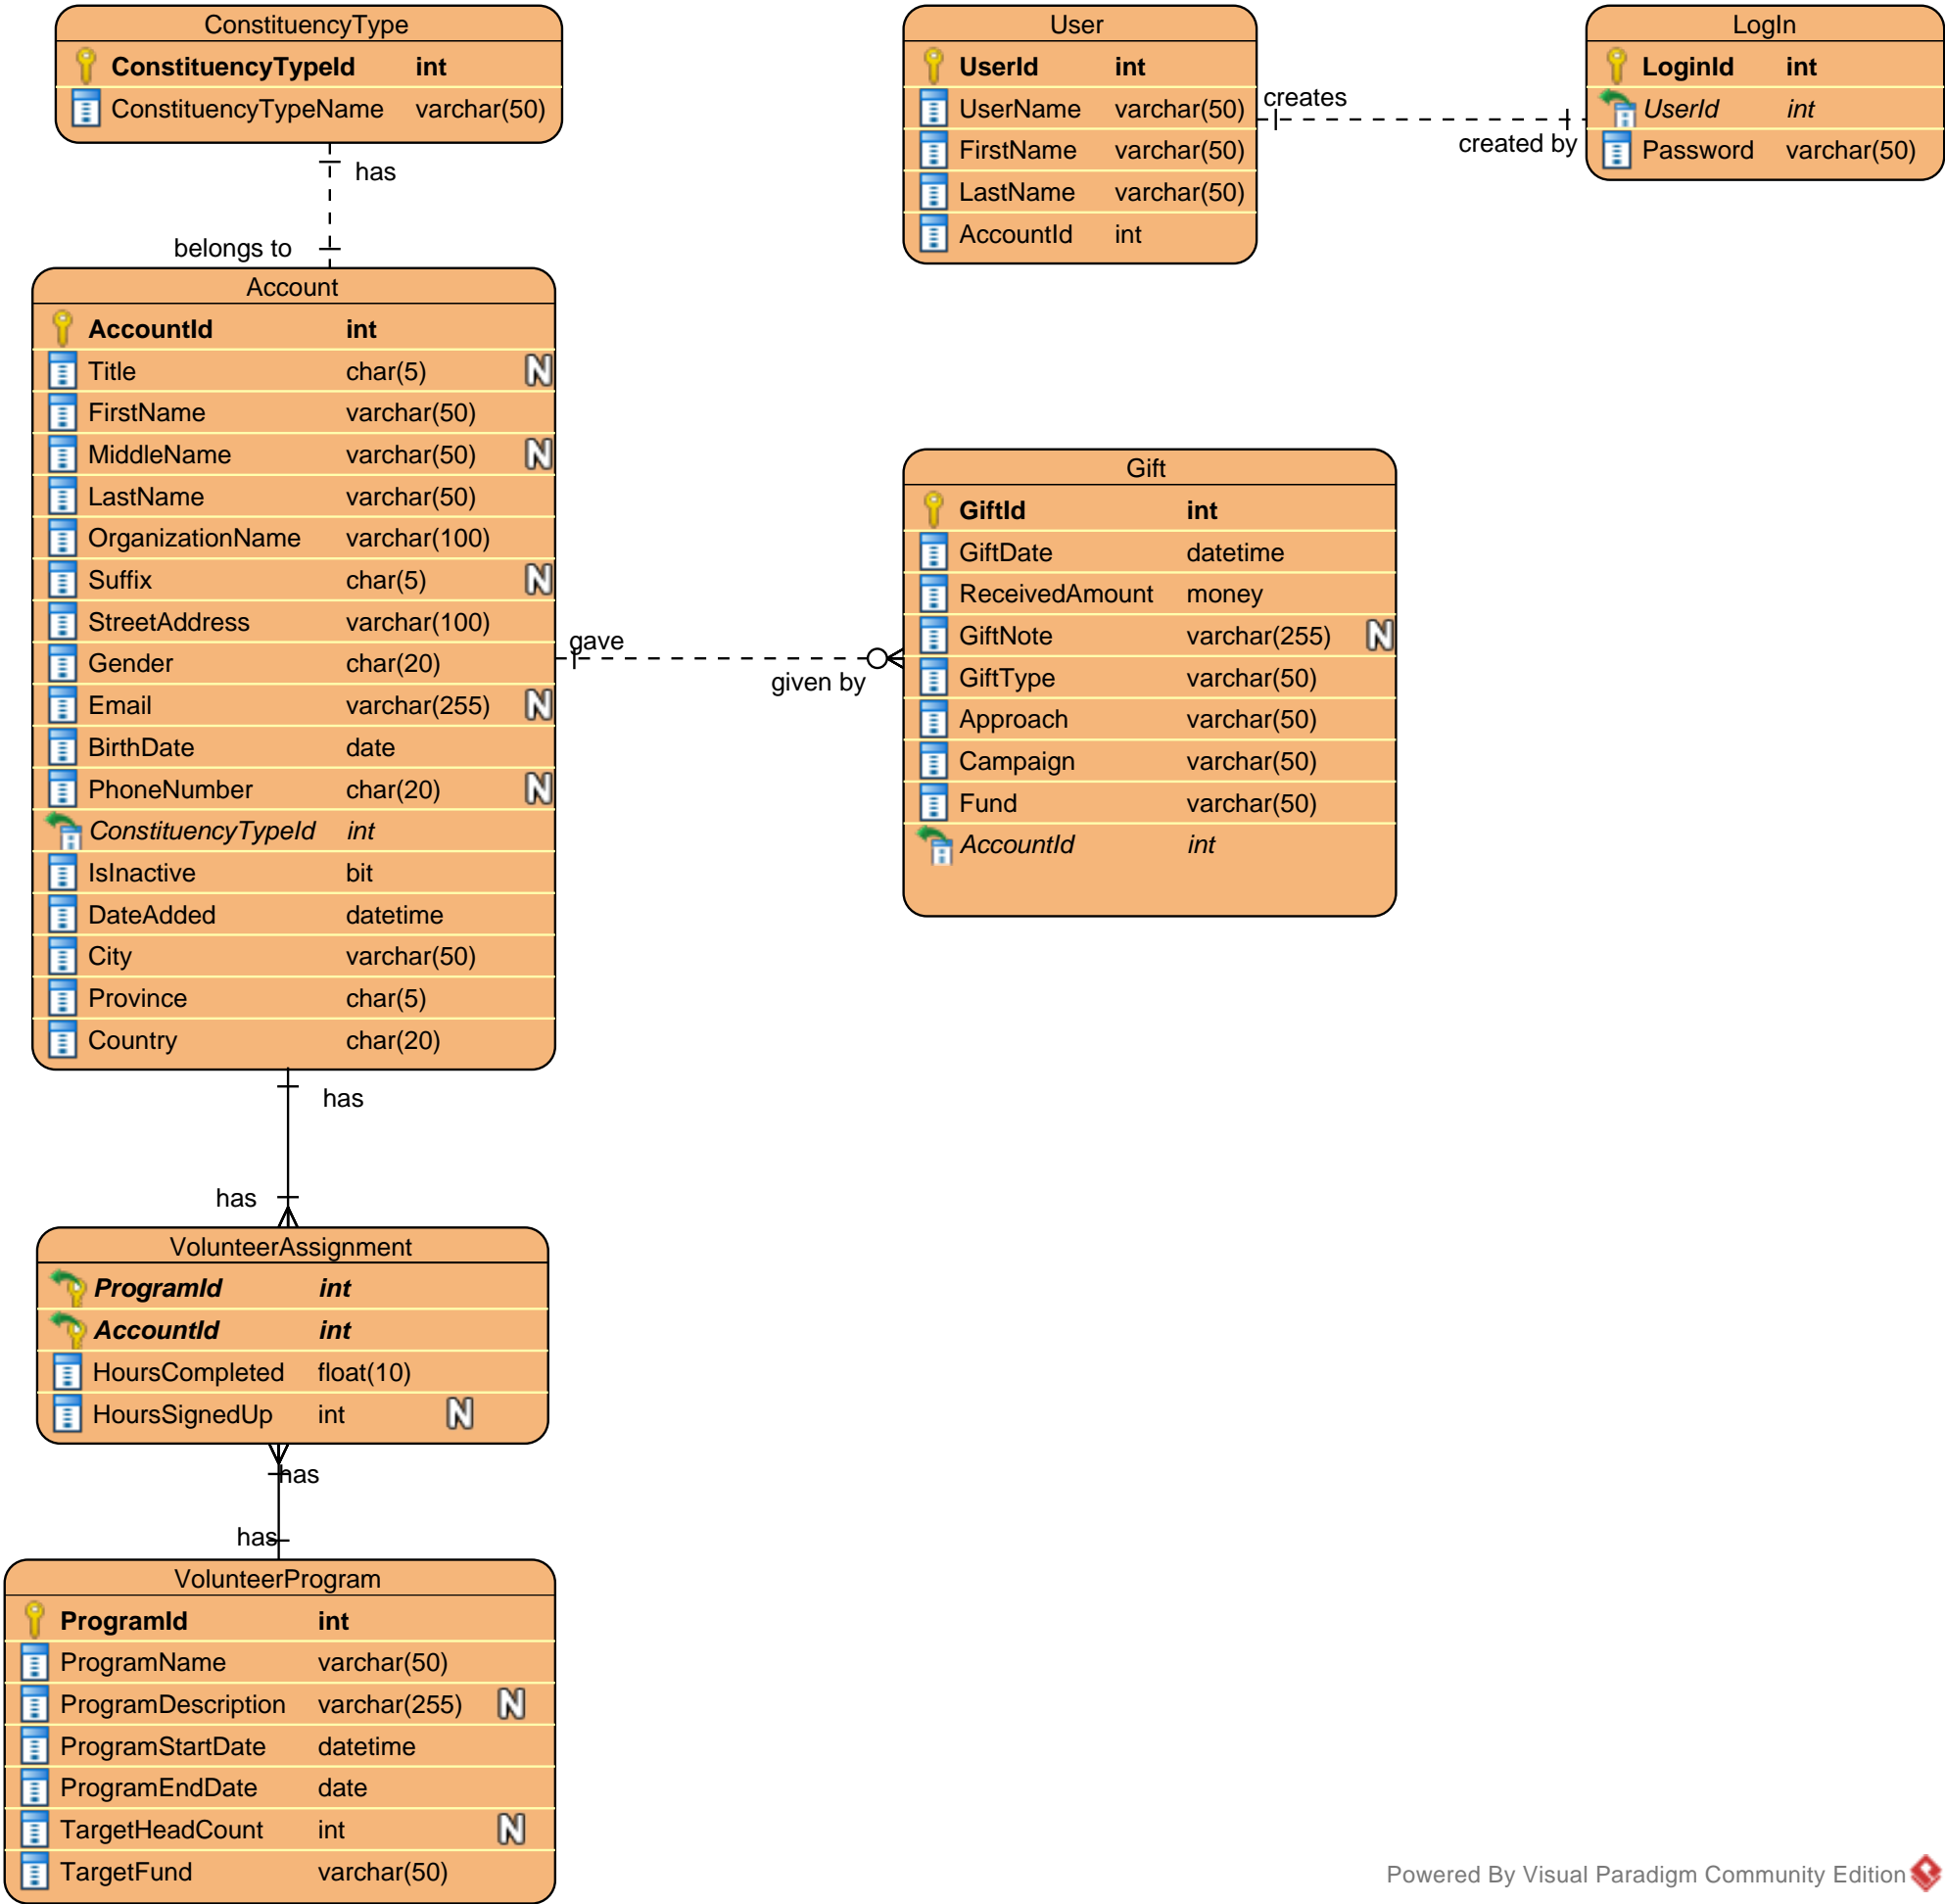 ConstituencyType
ConstituencyTypeId int
ConstituencyTypeName varchar(50)
has
belongs to
User
UserId int
UserName varchar(50)
FirstName varchar(50)
LastName varchar(50)
AccountId int
creates
created by
LogIn
LoginId int
UserId int
Password varchar(50)
Account
AccountId int
Title char(5) N
FirstName varchar(50)
MiddleName varchar(50) N
LastName varchar(50)
OrganizationName varchar(100)
Suffix char(5) N
StreetAddress varchar(100)
Gender char(20)
Email varchar(255) N
BirthDate date
PhoneNumber char(20) N
ConstituencyTypeId int
IsInactive bit
DateAdded datetime
City varchar(50)
Province char(5)
Country char(20)
gave
given by
Gift
GiftId int
GiftDate datetime
ReceivedAmount money
GiftNote varchar(255) N
GiftType varchar(50)
Approach varchar(50)
Campaign varchar(50)
Fund varchar(50)
AccountId int
has
has
VolunteerAssignment
ProgramId int
AccountId int
HoursCompleted float(10)
HoursSignedUp int N
has
has
VolunteerProgram
ProgramId int
ProgramName varchar(50)
ProgramDescription varchar(255) N
ProgramStartDate datetime
ProgramEndDate date
TargetHeadCount int N
TargetFund varchar(50)
Powered By Visual Paradigm Community Edition